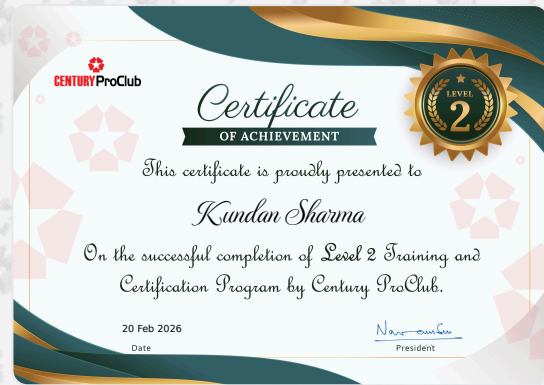 CENTURY ProClub
LEVEL
2
Certificate
OF ACHIEVEMENT
This certificate is proudly presented to
Kundan Sharma
On the successful completion of Level 2 Training and
Certification Program by Century ProClub.
20 Feb 2026
Date
President